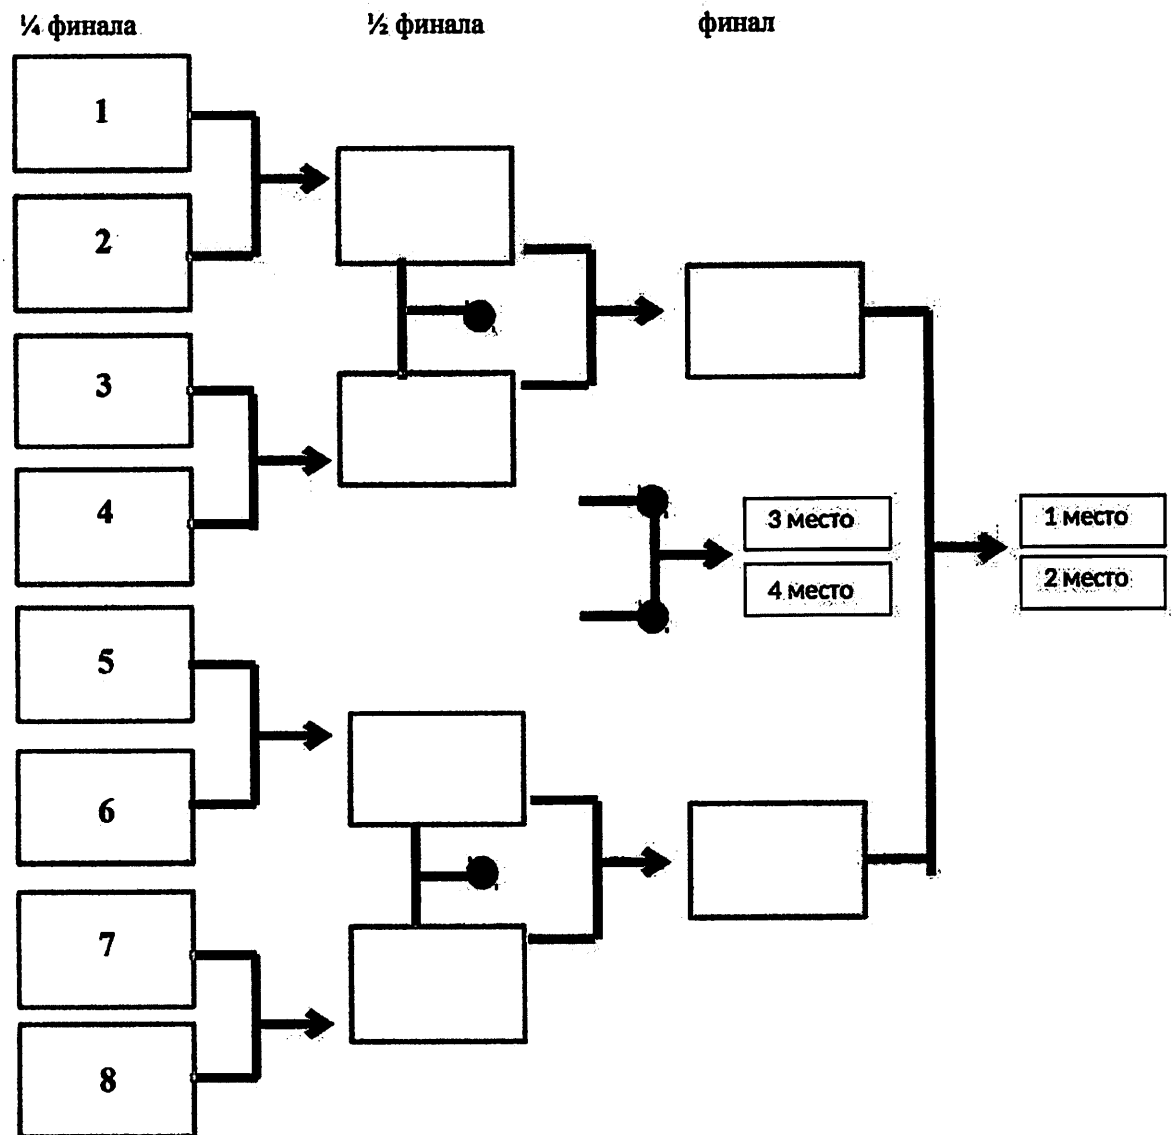 ¼ финала
½ финала
финал
1
2
3
4
5
6
7
8
3 место
4 место
1 место
2 место